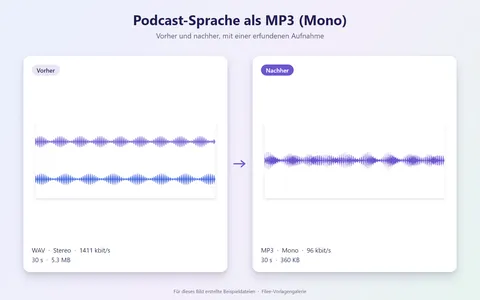 Podcast-Sprache als MP3 (Mono)
Vorher und nachher, mit einer erfundenen Aufnahme
Vorher
WAV · Stereo · 1411 kbit/s
30 s · 5.3 MB
Nachher
MP3 · Mono · 96 kbit/s
30 s · 360 KB
Für dieses Bild erstellte Beispieldateien · Filee-Vorlagengalerie